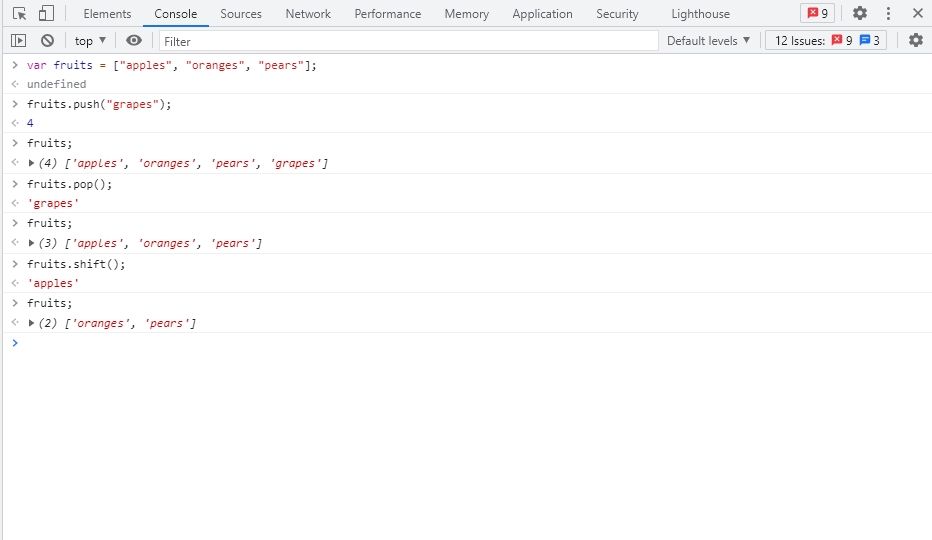 Elements Console Sources Network Performance Memory Application Security Lighthouse 9
top Filter Default levels 12 Issues: 9 3
var fruits = ["apples", "oranges", "pears"];
undefined
fruits.push("grapes");
4
fruits;
(4) ['apples', 'oranges', 'pears', 'grapes']
fruits.pop();
'grapes'
fruits;
(3) ['apples', 'oranges', 'pears']
fruits.shift();
'apples'
fruits;
(2) ['oranges', 'pears']